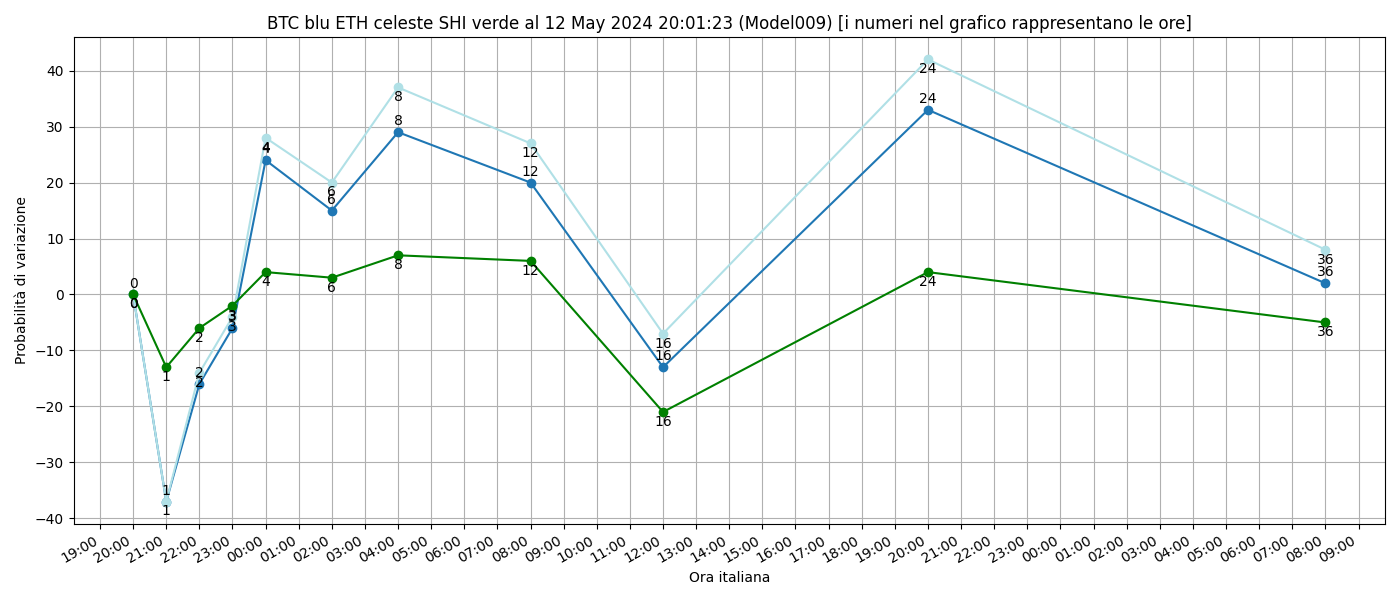 BTC blu ETH celeste SHI verde al 12 May 2024 20:01:23 (Model009) [i numeri nel grafico rappresentano le ore]
Probabilità di variazione
40
30
20
10
0
−10
−20
−30
−40
0 1 2 3 4 6 8 12 16 24 36
0 1 2 3 4 6 8 12 16 24 36
0 1 2 3 4 6 8 12 16 24 36
19:00 20:00 21:00 22:00 23:00 00:00 01:00 02:00 03:00 04:00 05:00 06:00 07:00 08:00 09:00 10:00 11:00 12:00 13:00 14:00 15:00 16:00 17:00 18:00 19:00 20:00 21:00 22:00 23:00 00:00 01:00 02:00 03:00 04:00 05:00 06:00 07:00 08:00 09:00
Ora italiana